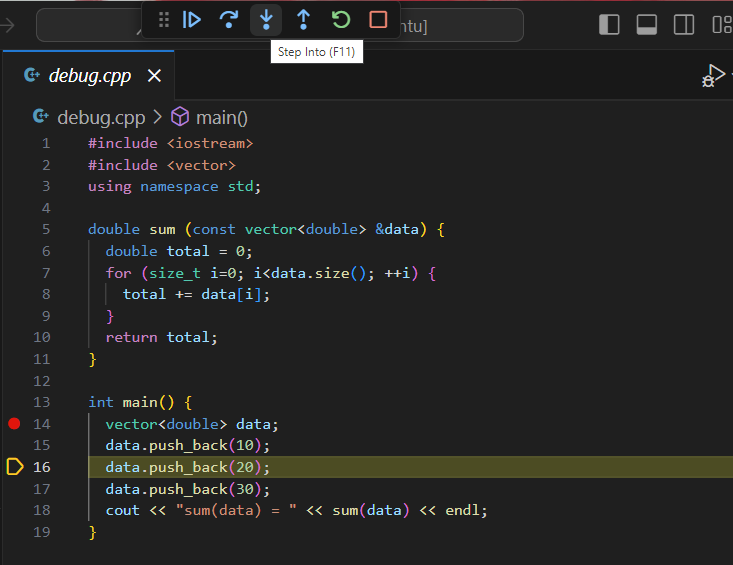 ntu]
Step Into (F11)
debug.cpp
debug.cpp > main()
1 #include <iostream>
2 #include <vector>
3 using namespace std;
4
5 double sum (const vector<double> &data) {
6 double total = 0;
7 for (size_t i=0; i<data.size(); ++i) {
8 total += data[i];
9 }
10 return total;
11 }
12
13 int main() {
14 vector<double> data;
15 data.push_back(10);
16 data.push_back(20);
17 data.push_back(30);
18 cout << "sum(data) = " << sum(data) << endl;
19 }